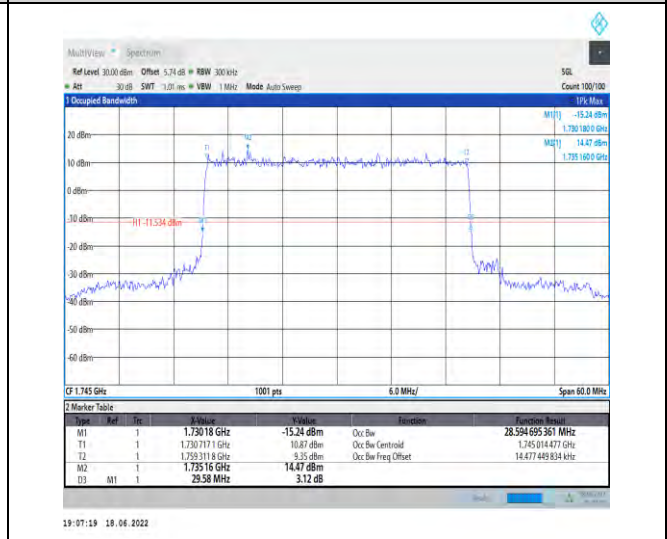 MultiView Spectrum
Ref Level 30.00 dBm Offset 5.74 dB RBW 300 kHz SGL
Att 30 dB SWT 1.01 ms VBW 1 MHz Mode Auto Sweep Count 100/100
1 Occupied Bandwidth 1Pk Max
M1[1] -15.24 dBm
1.730 180 0 GHz
M2[1] 14.47 dBm
1.735 160 0 GHz
20 dBm
10 dBm
0 dBm
-10 dBm
H1 -11.534 dBm
-20 dBm
-30 dBm
-40 dBm
-50 dBm
-60 dBm
CF 1.745 GHz 1001 pts 6.0 MHz/ Span 60.0 MHz
2 Marker Table
Type Ref Trc X-Value Y-Value Function Function Result
M1 1 1.730 18 GHz -15.24 dBm Occ Bw 28.594 695 361 MHz
T1 1 1.730 717 1 GHz 10.87 dBm Occ Bw Centroid 1.745 014 477 GHz
T2 1 1.759 311 8 GHz 9.35 dBm Occ Bw Freq Offset 14.477 449 834 kHz
M2 1 1.735 16 GHz 14.47 dBm
D3 M1 1 29.58 MHz 3.12 dB
19:07:19 18.06.2022